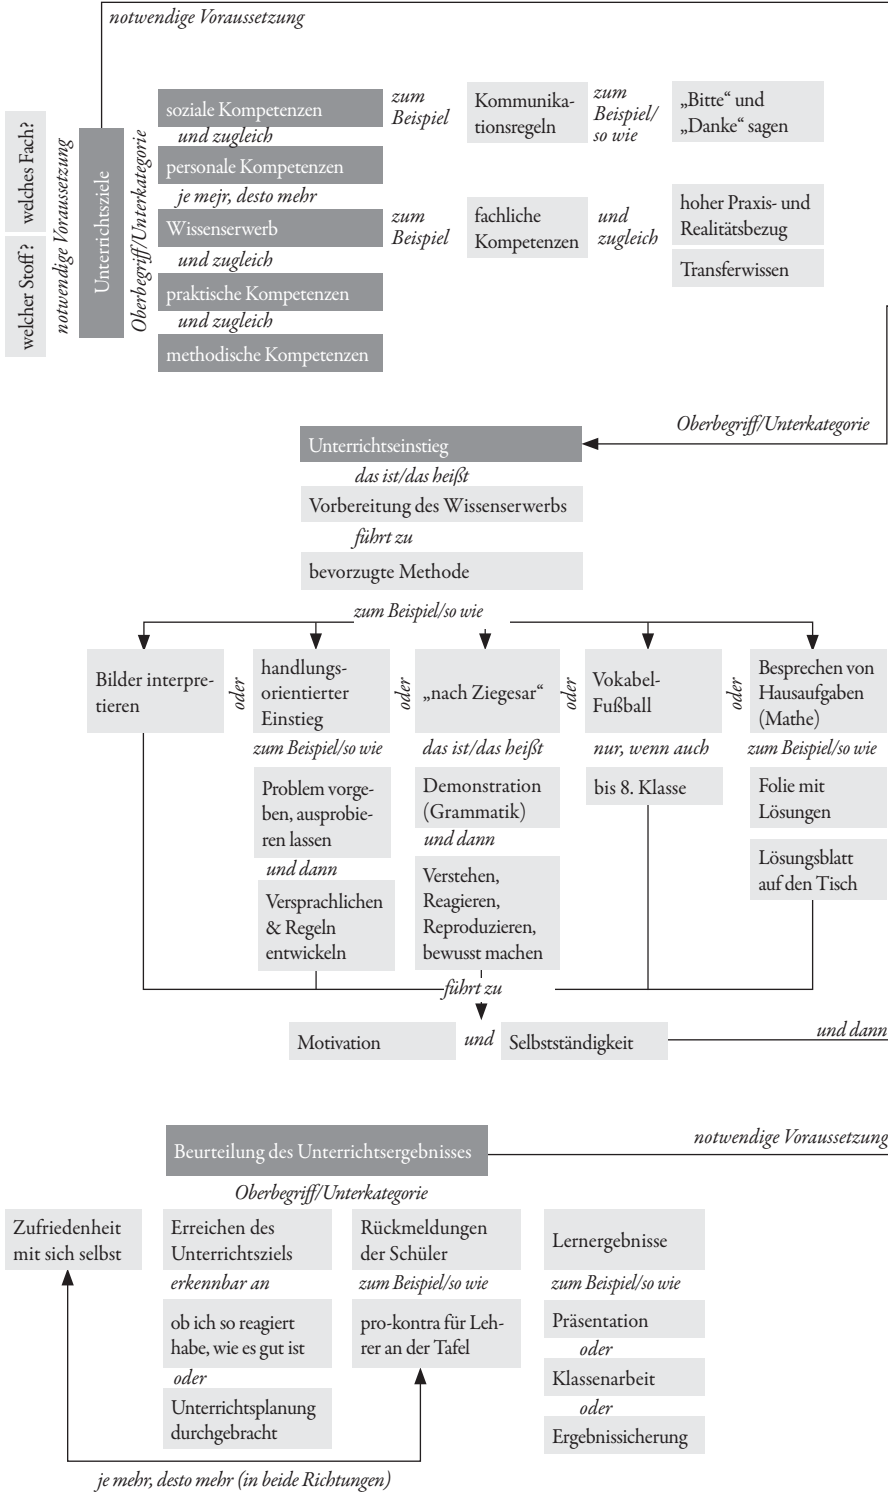 notwendige Voraussetzung
welches Fach?
welcher Stoff?
notwendige Voraussetzung
Unterrichtsziele
Oberbegriff/Unterkategorie
soziale Kompetenzen
und zugleich
personale Kompetenzen
je mejr, desto mehr
Wissenserwerb
und zugleich
praktische Kompetenzen
und zugleich
methodische Kompetenzen
zum
Beispiel
Kommunika-
tionsregeln
zum
Beispiel/
so wie
„Bitte“ und
„Danke“ sagen
zum
Beispiel
fachliche
Kompetenzen
und
zugleich
hoher Praxis- und
Realitätsbezug
Transferwissen
Oberbegriff/Unterkategorie
Unterrichtseinstieg
das ist/das heißt
Vorbereitung des Wissenserwerbs
führt zu
bevorzugte Methode
zum Beispiel/so wie
Bilder interpre-
tieren
oder
handlungs-
orientierter
Einstieg
zum Beispiel/so wie
Problem vorge-
ben, ausprobie-
ren lassen
und dann
Versprachlichen
& Regeln
entwickeln
oder
„nach Ziegesar“
das ist/das heißt
Demonstration
(Grammatik)
und dann
Verstehen,
Reagieren,
Reproduzieren,
bewusst machen
oder
Vokabel-
Fußball
nur, wenn auch
bis 8. Klasse
oder
Besprechen von
Hausaufgaben
(Mathe)
zum Beispiel/so wie
Folie mit
Lösungen
Lösungsblatt
auf den Tisch
führt zu
Motivation
und
Selbstständigkeit
und dann
Beurteilung des Unterrichtsergebnisses
notwendige Voraussetzung
Oberbegriff/Unterkategorie
Zufriedenheit
mit sich selbst
Erreichen des
Unterrichtsziels
erkennbar an
ob ich so reagiert
habe, wie es gut ist
oder
Unterrichtsplanung
durchgebracht
Rückmeldungen
der Schüler
zum Beispiel/so wie
pro-kontra für Leh-
rer an der Tafel
Lernergebnisse
zum Beispiel/so wie
Präsentation
oder
Klassenarbeit
oder
Ergebnissicherung
je mehr, desto mehr (in beide Richtungen)